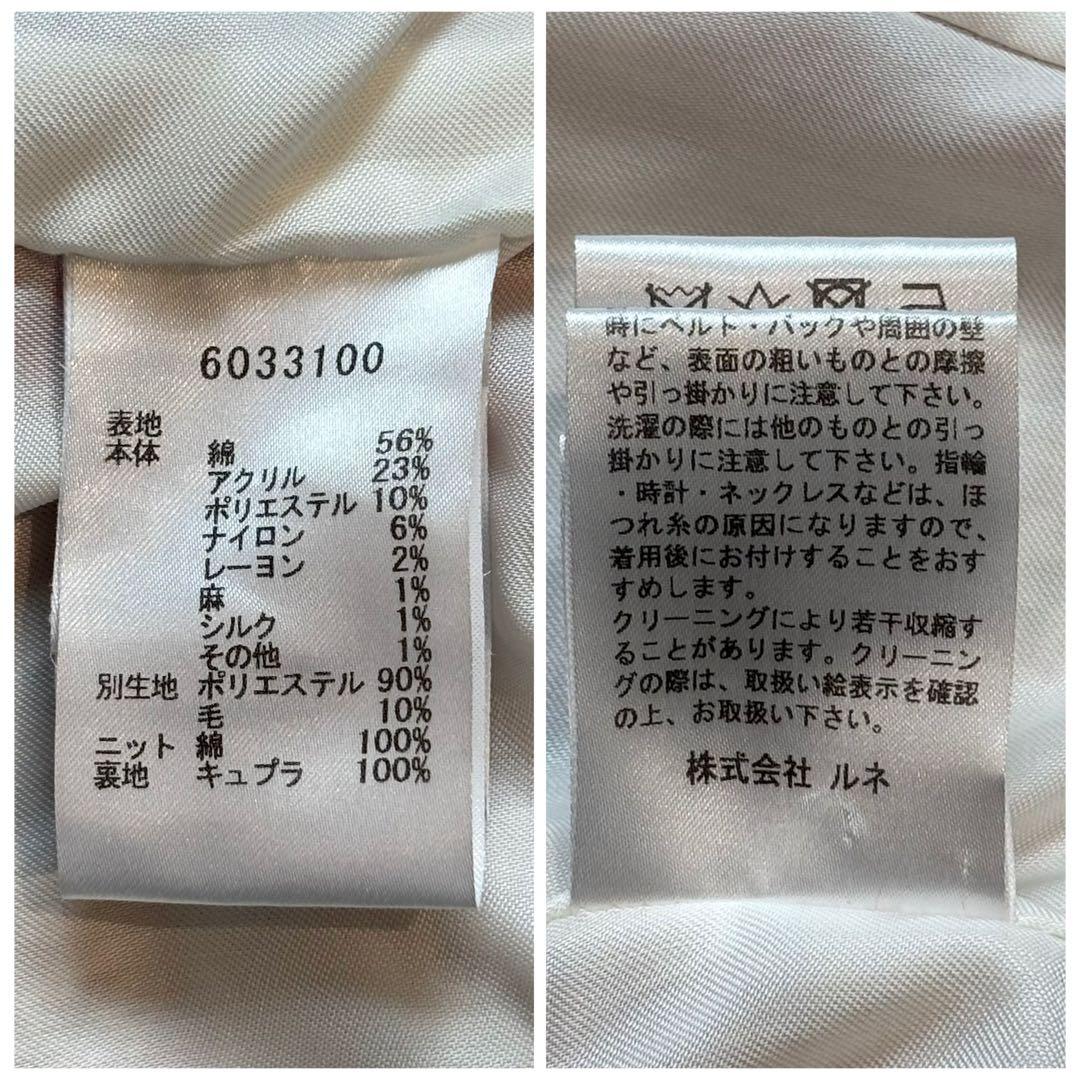 6033100
表地
本体 綿 56%
アクリル 23%
ポリエステル 10%
ナイロン 6%
レーヨン 2%
麻 1%
シルク 1%
その他 1%
別生地 ポリエステル 90%
毛 10%
ニット 綿 100%
裏地 キュプラ 100%
時にベルト・バックや周囲の壁
など、表面の粗いものとの摩擦
や引っ掛かりに注意して下さい。
洗濯の際には他のものとの引っ
掛かりに注意して下さい。指輪
・時計・ネックレスなどは、ほ
つれ糸の原因になりますので、
着用後にお付けすることをおす
すめします。
クリーニングにより若干収縮す
ることがあります。クリーニン
グの際は、取扱い絵表示を確認
の上、お取扱い下さい。
株式会社 ルネ